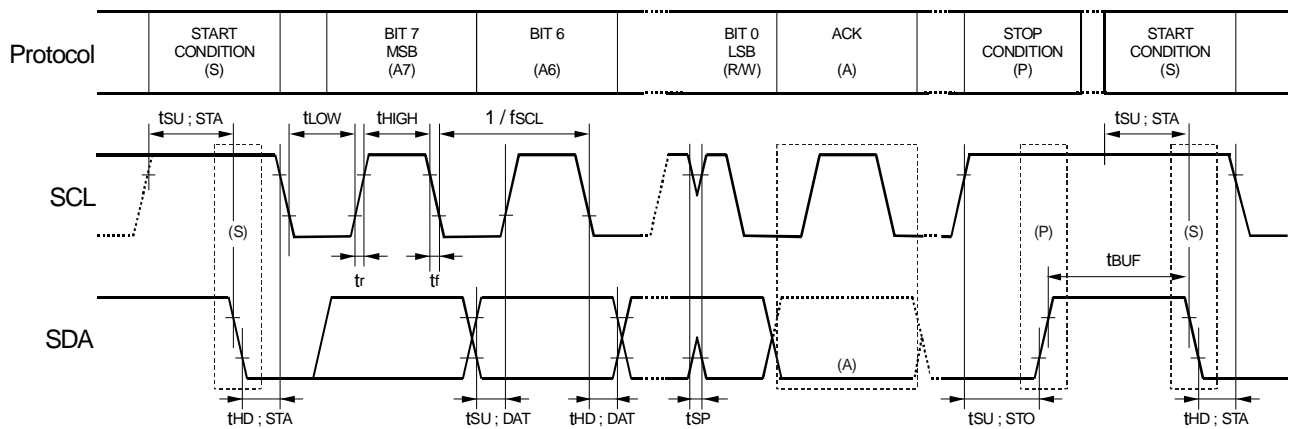 Protocol
START
CONDITION
(S)
BIT 7
MSB
(A7)
BIT 6
(A6)
BIT 0
LSB
(R/W)
ACK
(A)
STOP
CONDITION
(P)
START
CONDITION
(S)
tSU ; STA
tLOW
tHIGH
1 / fSCL
tSU ; STA
SCL
(S)
(P)
(S)
tr
tf
tBUF
SDA
(A)
tHD ; STA
tSU ; DAT
tHD ; DAT
tSP
tSU ; STO
tHD ; STA